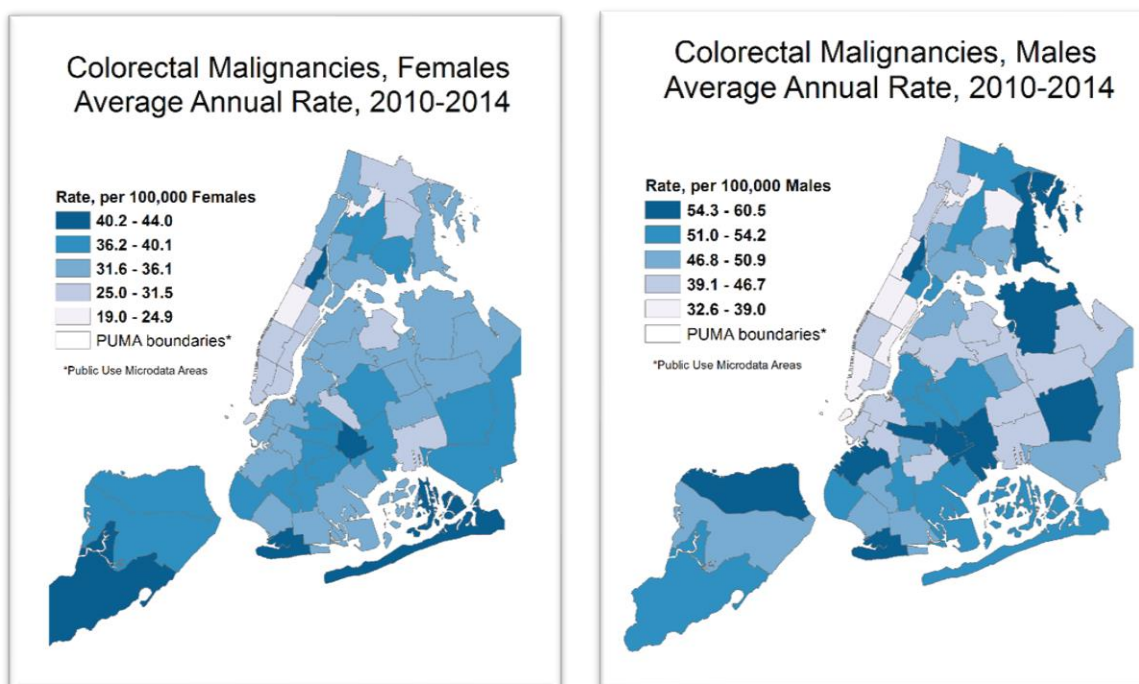 Colorectal Malignancies, Females
Average Annual Rate, 2010-2014
Rate, per 100,000 Females
40.2 - 44.0
36.2 - 40.1
31.6 - 36.1
25.0 - 31.5
19.0 - 24.9
PUMA boundaries*
*Public Use Microdata Areas
Colorectal Malignancies, Males
Average Annual Rate, 2010-2014
Rate, per 100,000 Males
54.3 - 60.5
51.0 - 54.2
46.8 - 50.9
39.1 - 46.7
32.6 - 39.0
PUMA boundaries*
*Public Use Microdata Areas